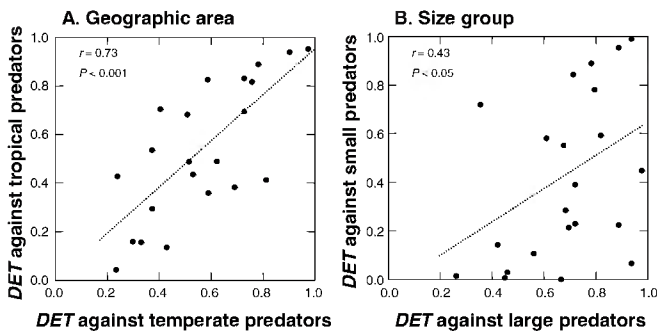 A. Geographic area
B. Size group
r = 0.73
P < 0.001
r = 0.43
P < 0.05
DET against tropical predators
1.0
0.8
0.6
0.4
0.2
0.0
0.0 0.2 0.4 0.6 0.8 1.0
DET against temperate predators
DET against small predators
1.0
0.8
0.6
0.4
0.2
0.0
0.0 0.2 0.4 0.6 0.8 1.0
DET against large predators